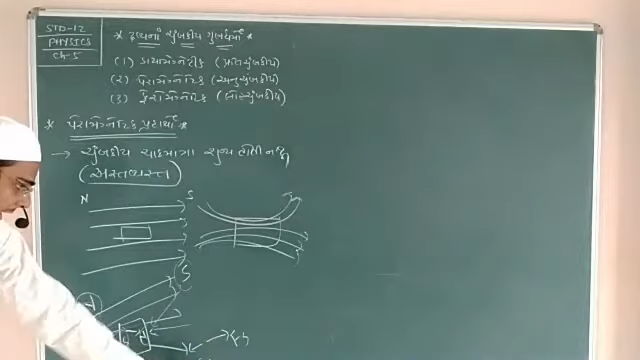 STD-12
PHYSICS
Ch-5
* દ્રવ્યના ચુંબકીય ગુણધર્મો *
(1) ડાયામેગ્નેટીક (પ્રતિચુંબકીય)
(2) પેરામેગ્નેટિક (અનુચુંબકીય)
(3) ફેરોમેગ્નેટિક (લોહચુંબકીય)
* પેરામેગ્નેટિક પદાર્થો *
→ ચુંબકીય ચાકમાત્રા શૂન્ય હોતી નથી
(અસ્તવ્યસ્ત)
N S
S